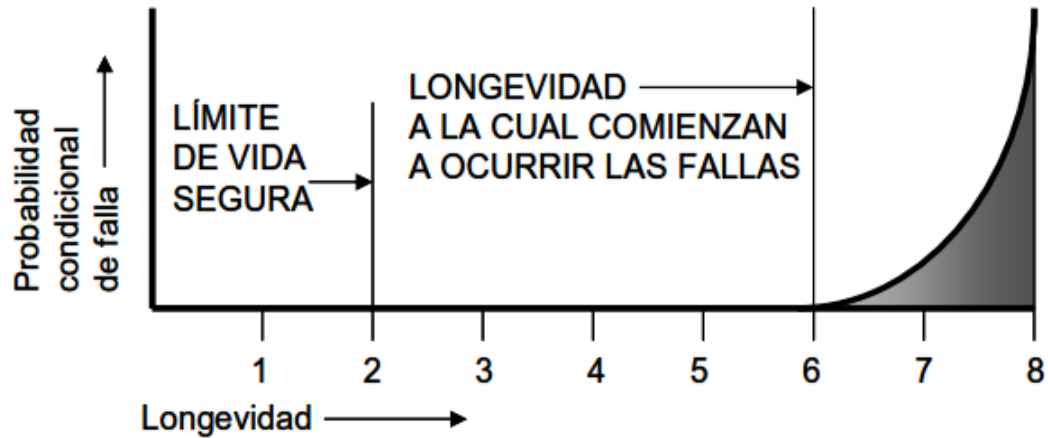 Probabilidad
condicional
de falla
LÍMITE
DE VIDA
SEGURA
LONGEVIDAD
A LA CUAL COMIENZAN
A OCURRIR LAS FALLAS
1 2 3 4 5 6 7 8
Longevidad